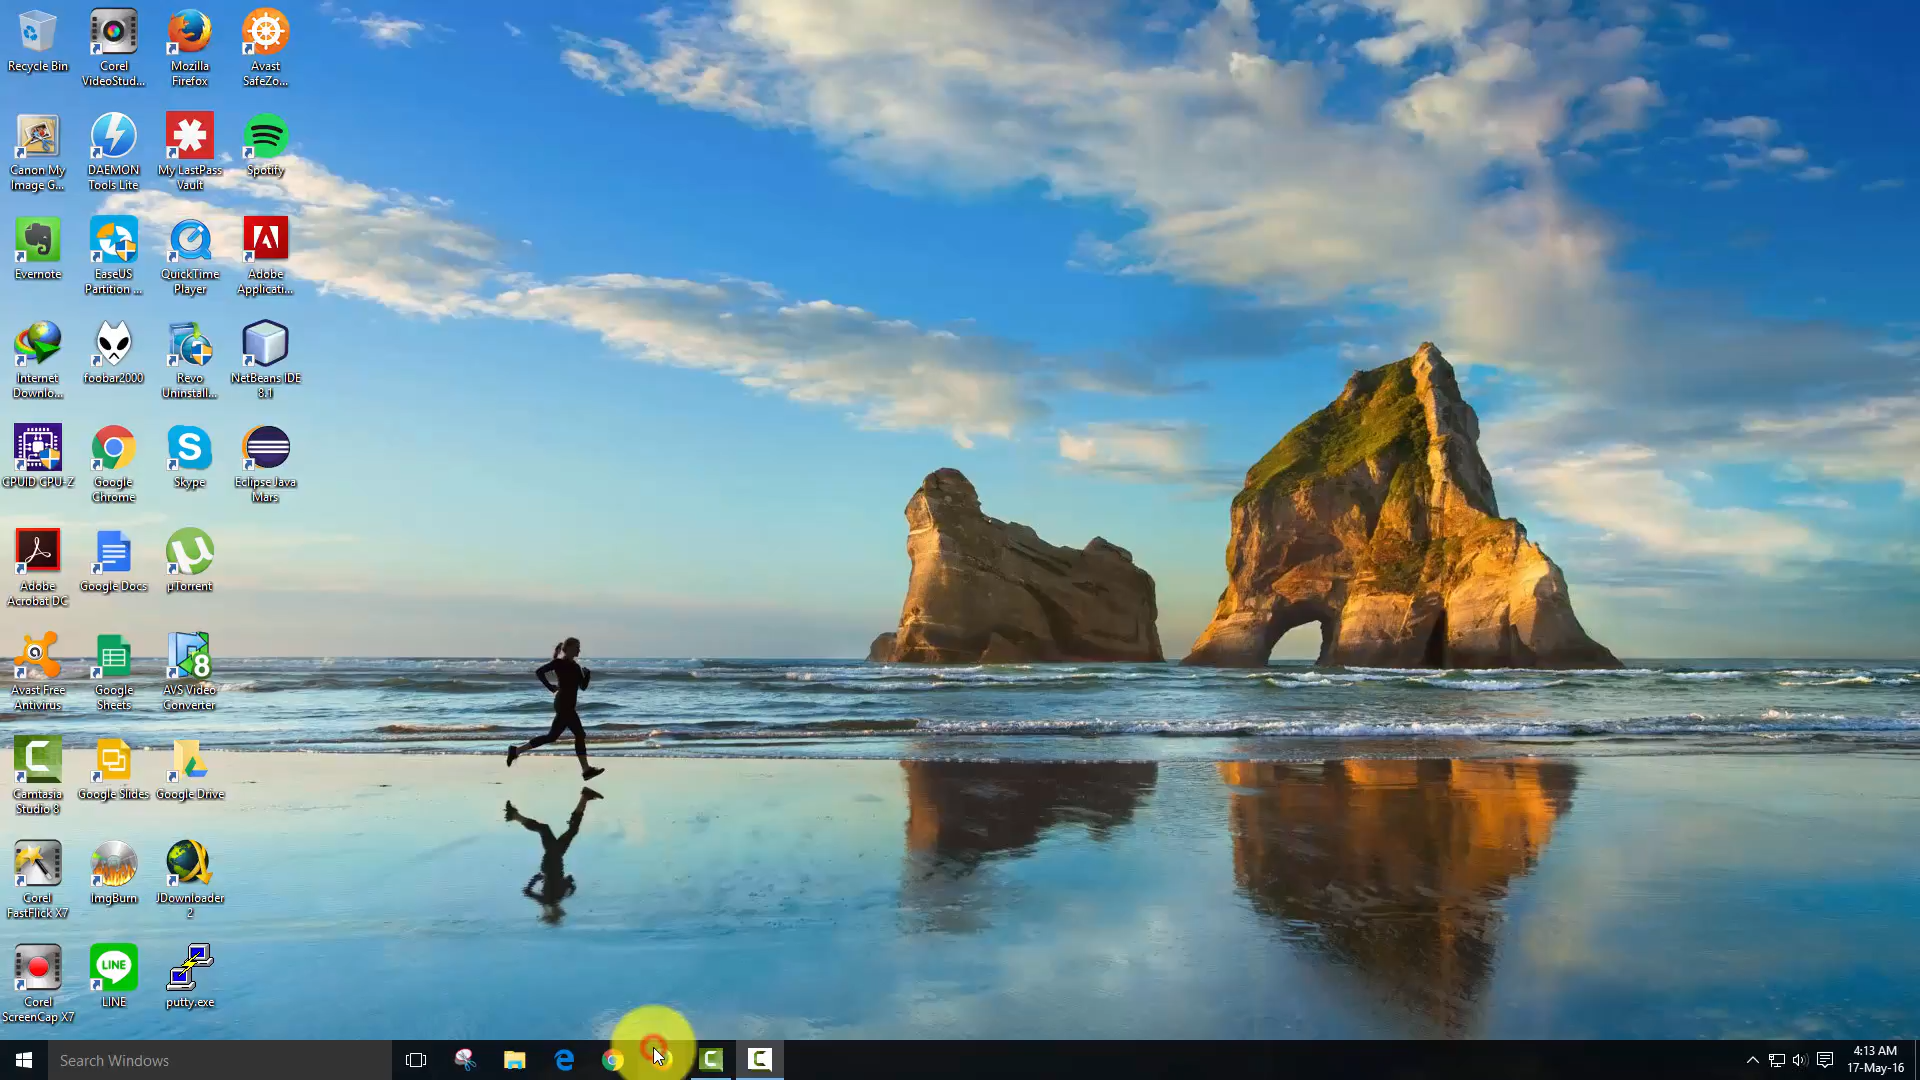 Recycle Bin
Corel
VideoStud...
Mozilla
Firefox
Avast
SafeZo...
Canon My
Image G...
DAEMON
Tools Lite
My LastPass
Vault
Spotify
Evernote
EaseUS
Partition ...
QuickTime
Player
Adobe
Applicati...
Internet
Downlo...
foobar2000
Revo
Uninstall...
NetBeans IDE
8.1
CPUID CPU-Z
Google
Chrome
Skype
Eclipse Java
Mars
Adobe
Acrobat DC
Google Docs
µTorrent
Avast Free
Antivirus
Google
Sheets
8
AVS Video
Converter
Camtasia
Studio 8
Google Slides
Google Drive
Corel
FastFlick X7
ImgBurn
JDownloader
2
Corel
ScreenCap X7
LINE
LINE
putty.exe
Search Windows
4:13 AM
17-May-16